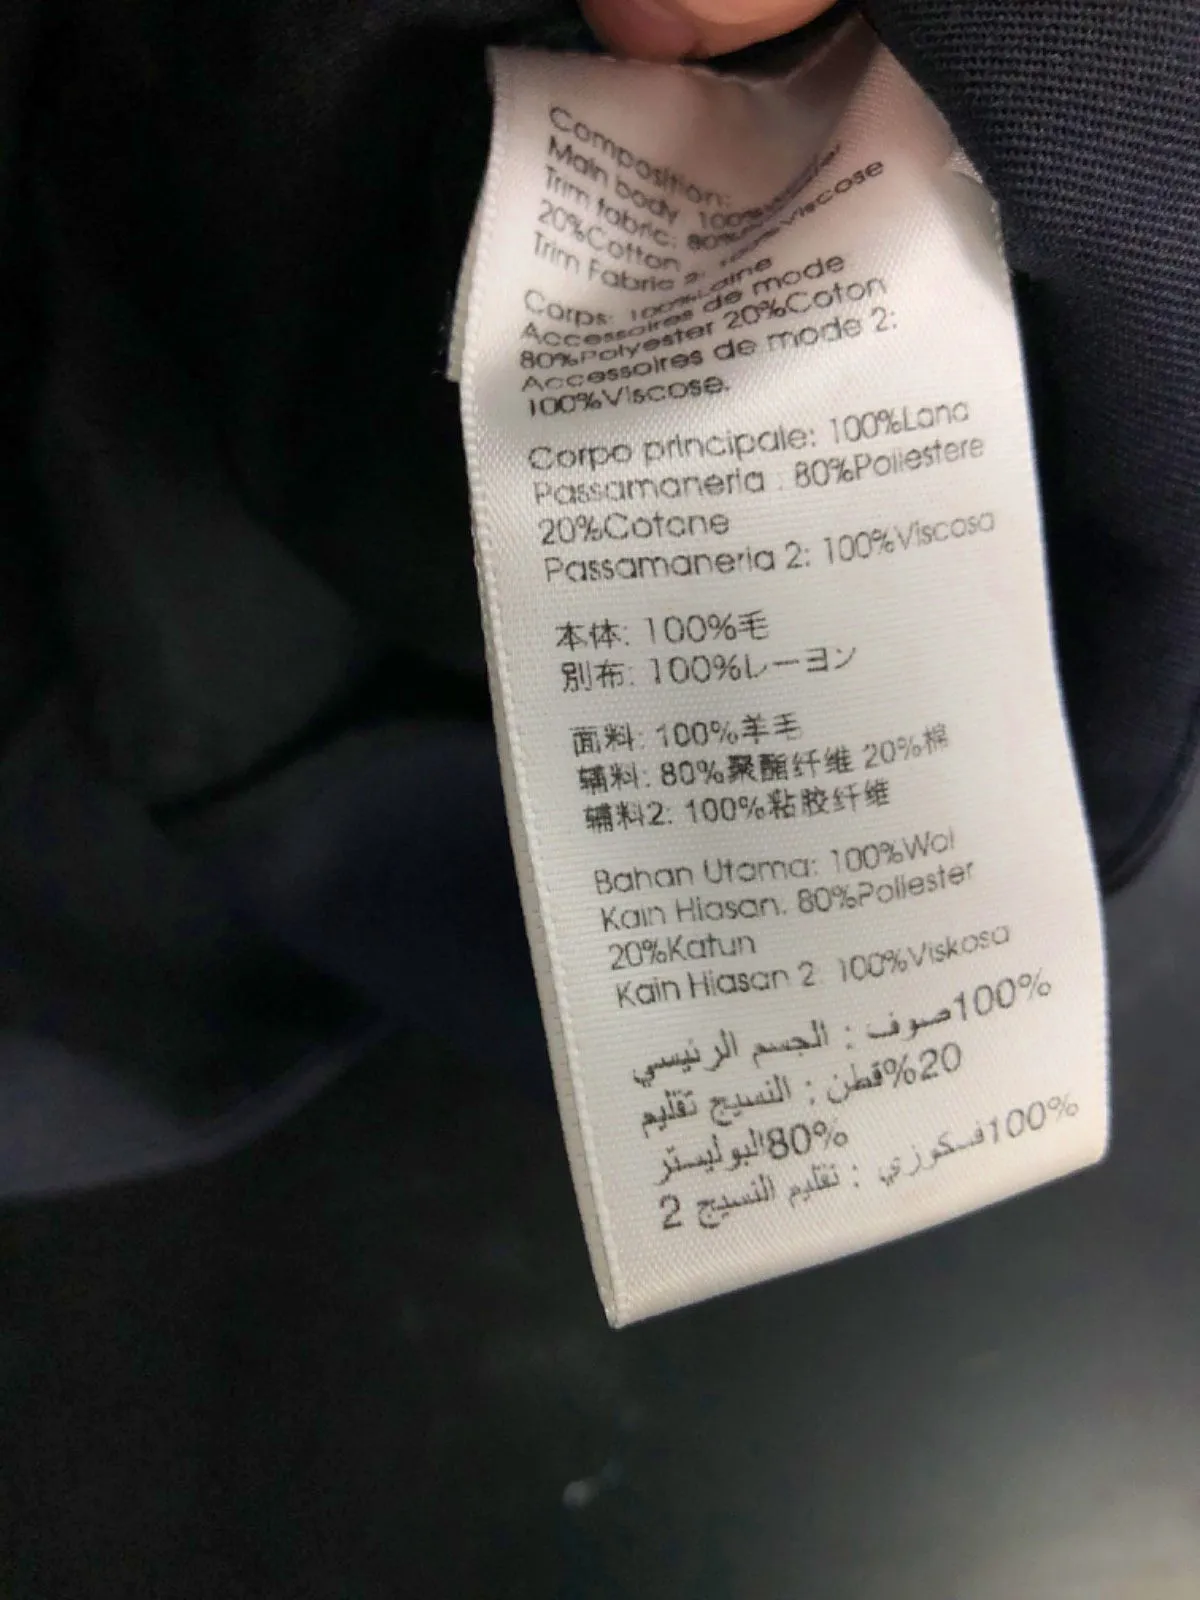 Composition:
Main body 100%
Trim fabric: 80%
20%Cotton
Trim Fabric 2: 100%Viscose
Corps: 100%Laine
Accessoires de mode
80%Polyester 20%Coton
Accessoires de mode 2:
100%Viscose.
Corpo principale: 100%Lana
Passamaneria : 80%Poliestere
20%Cotone
Passamaneria 2: 100%Viscosa
本体: 100%毛
別布: 100%レーヨン
面料: 100%羊毛
辅料: 80%聚酯纤维 20%棉
辅料2: 100%粘胶纤维
Bahan Utama: 100%Wol
Kain Hiasan. 80%Poliester
20%Katun
Kain Hiasan 2 100%Viskosa
100%صوف : الجسم الرئيسي
20%قطن : النسيج تقليم
80%البوليستر
100%فسكوزي : تقليم النسيج 2